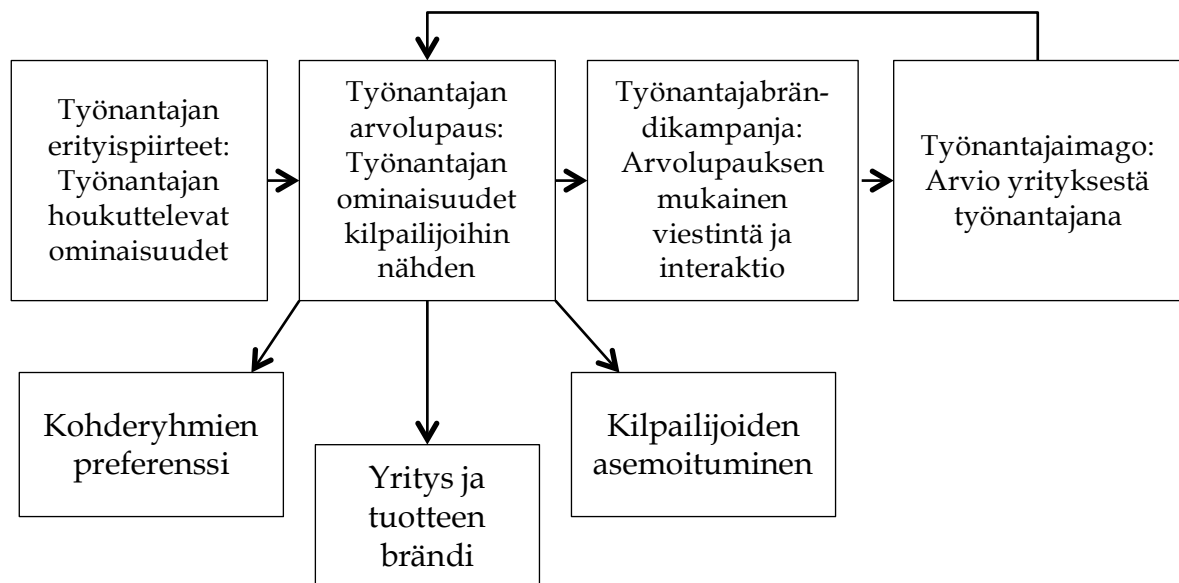 Työnantajan
erityispiirteet:
Työnantajan
houkuttelevat
ominaisuudet
Työnantajan
arvolupaus:
Työnantajan
ominaisuudet
kilpailijoihin
nähden
Työnantajabrän-
dikampanja:
Arvolupauksen
mukainen
viestintä ja
interaktio
Työnantajaimago:
Arvio yrityksestä
työnantajana
Kohderyhmien
preferenssi
Yritys ja
tuotteen
brändi
Kilpailijoiden
asemoituminen